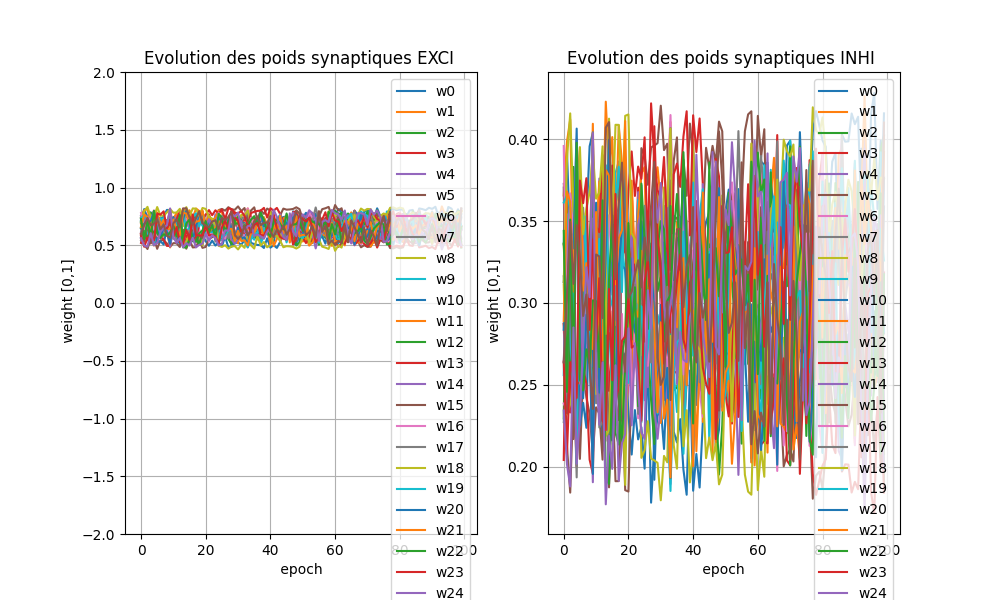 Evolution des poids synaptiques EXCI
2.0
1.5
1.0
0.5
0.0
−0.5
−1.0
−1.5
−2.0
weight [0,1]
0
20
40
60
80
100
epoch
w0
w1
w2
w3
w4
w5
w6
w7
w8
w9
w10
w11
w12
w13
w14
w15
w16
w17
w18
w19
w20
w21
w22
w23
w24
Evolution des poids synaptiques INHI
0.40
0.35
0.30
0.25
0.20
weight [0,1]
0
20
40
60
80
100
epoch
w0
w1
w2
w3
w4
w5
w6
w7
w8
w9
w10
w11
w12
w13
w14
w15
w16
w17
w18
w19
w20
w21
w22
w23
w24